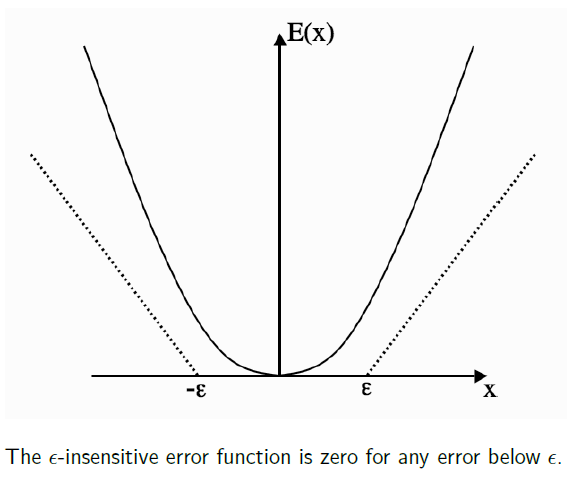 E(x)
-ε
ε
x
The ϵ-insensitive error function is zero for any error below ϵ.